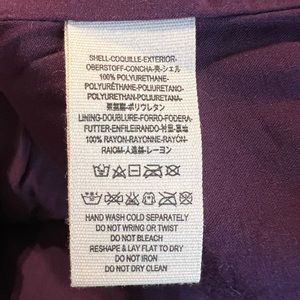 SHELL-COQUILLE-EXTERIOR-
OBERSTOFF-CONCHA-売-シェル
100% POLYURETHANE-
POLYURÉTHANE-POLIURETANO-
POLYURETHAN-POLIURETANA-
聚氨酯-ポリウレタン
LINING-DOUBLURE-FORRO-FODERA-
FUTTER-ENFILEIRANDO-衬里-裏地
100% RAYON-RAYONNE-RAYÓN-
RAIOM-人造絲-レーヨン
HAND WASH COLD SEPARATELY
DO NOT WRING OR TWIST
DO NOT BLEACH
RESHAPE & LAY FLAT TO DRY
DO NOT IRON
DO NOT DRY CLEAN